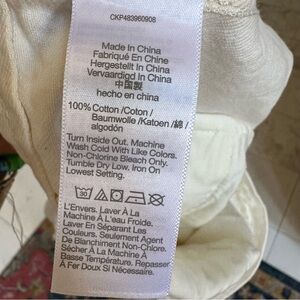 CKP483960908
Made In China
Fabriqué En Chine
Hergestellt In China
Vervaardigd In China
中国製
hecho en china
100% Cotton /Coton /
Baumwolle /Katoen /綿 /
algodón
Turn Inside Out. Machine
Wash Cold With Like Colors.
Non-Chlorine Bleach Only.
Tumble Dry Low. Iron On
Lowest Setting.
30
L'Envers. Laver À La
Machine À L'eau Froide.
Laver En Séparant Les
Couleurs. Seulement Agent
De Blanchiment Non-Chloré.
Sécher À La Machine À
Basse Température. Repasser
À Fer Doux Si Nécessaire.